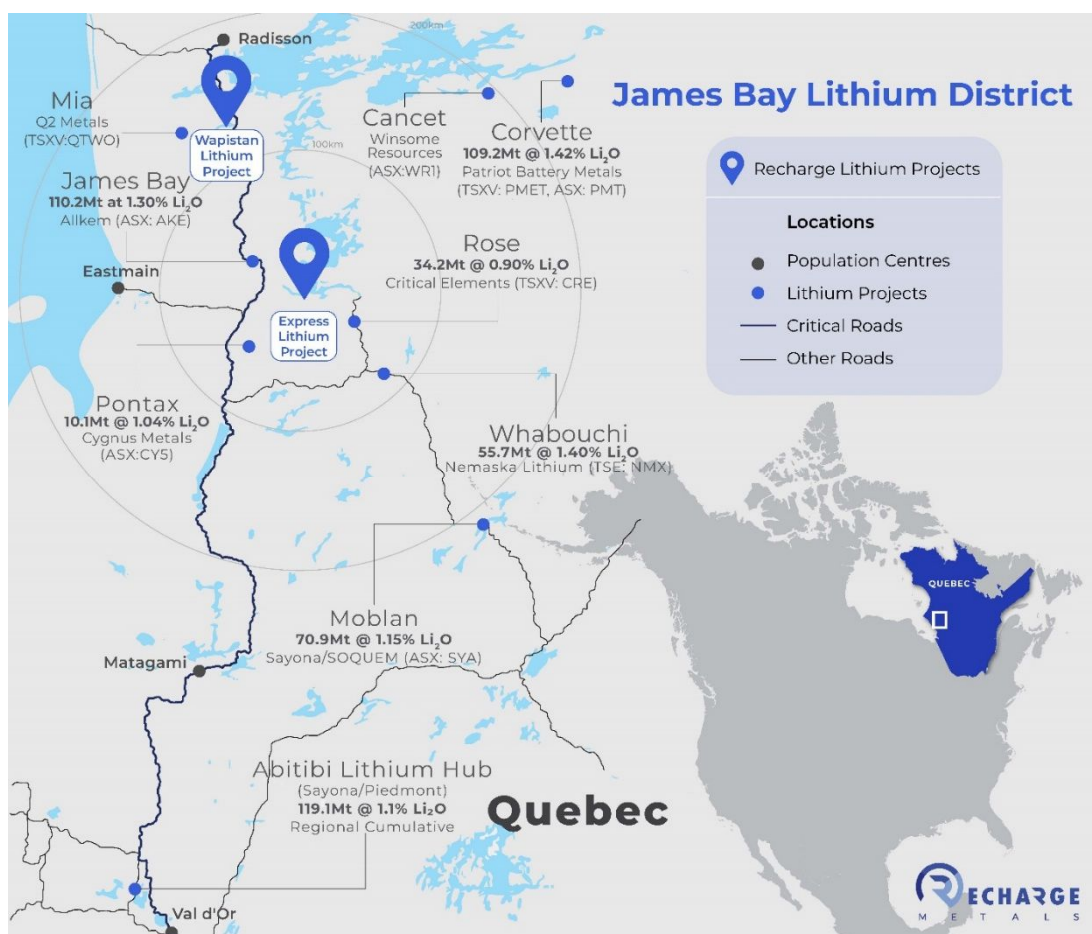 200km
Radisson
James Bay Lithium District
Mia
Q2 Metals
(TSXV:QTWO)
Wapistan
Lithium
Project
Cancet
Winsome
Resources
(ASX:WR1)
Corvette
109.2Mt @ 1.42% Li₂O
Patriot Battery Metals
(TSXV: PMET, ASX: PMT)
100km
Recharge Lithium Projects
Locations
Population Centres
Lithium Projects
Critical Roads
Other Roads
James Bay
110.2Mt at 1.30% Li₂O
Allkem (ASX: AKE)
Eastmain
Rose
34.2Mt @ 0.90% Li₂O
Critical Elements (TSXV: CRE)
Express
Lithium
Project
Pontax
10.1Mt @ 1.04% Li₂O
Cygnus Metals
(ASX:CY5)
Whabouchi
55.7Mt @ 1.40% Li₂O
Nemaska Lithium (TSE: NMX)
QUEBEC
Moblan
70.9Mt @ 1.15% Li₂O
Sayona/SOQUEM (ASX: SYA)
Matagami
Abitibi Lithium Hub
(Sayona/Piedmont)
119.1Mt @ 1.1% Li₂O
Regional Cumulative
Quebec
Val d'Or
RECHARGE
METALS